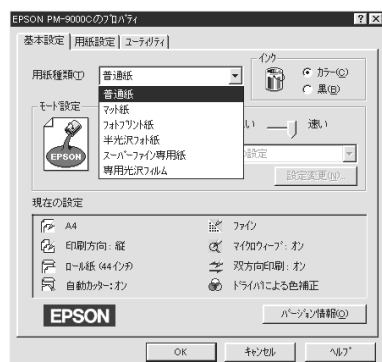 EPSON PM-9000Cのプロパティ
基本設定 用紙設定 ユーティリティ
インク
用紙種類(T) 普通紙
カラー(C)
黒(B)
普通紙
マット紙
フォトプリント紙
半光沢フォト紙
スーパーファイン専用紙
専用光沢フィルム
モード設定
EPSON
い 速い
設定
設定変更(N)...
現在の設定
A4 ファイン
印刷方向:縦 マイクロウィーブ:オン
ロール紙 (44インチ) 双方向印刷:オン
自動カッター:オン ドライバによる色補正
EPSON
バージョン情報(O)
OK キャンセル ヘルプ